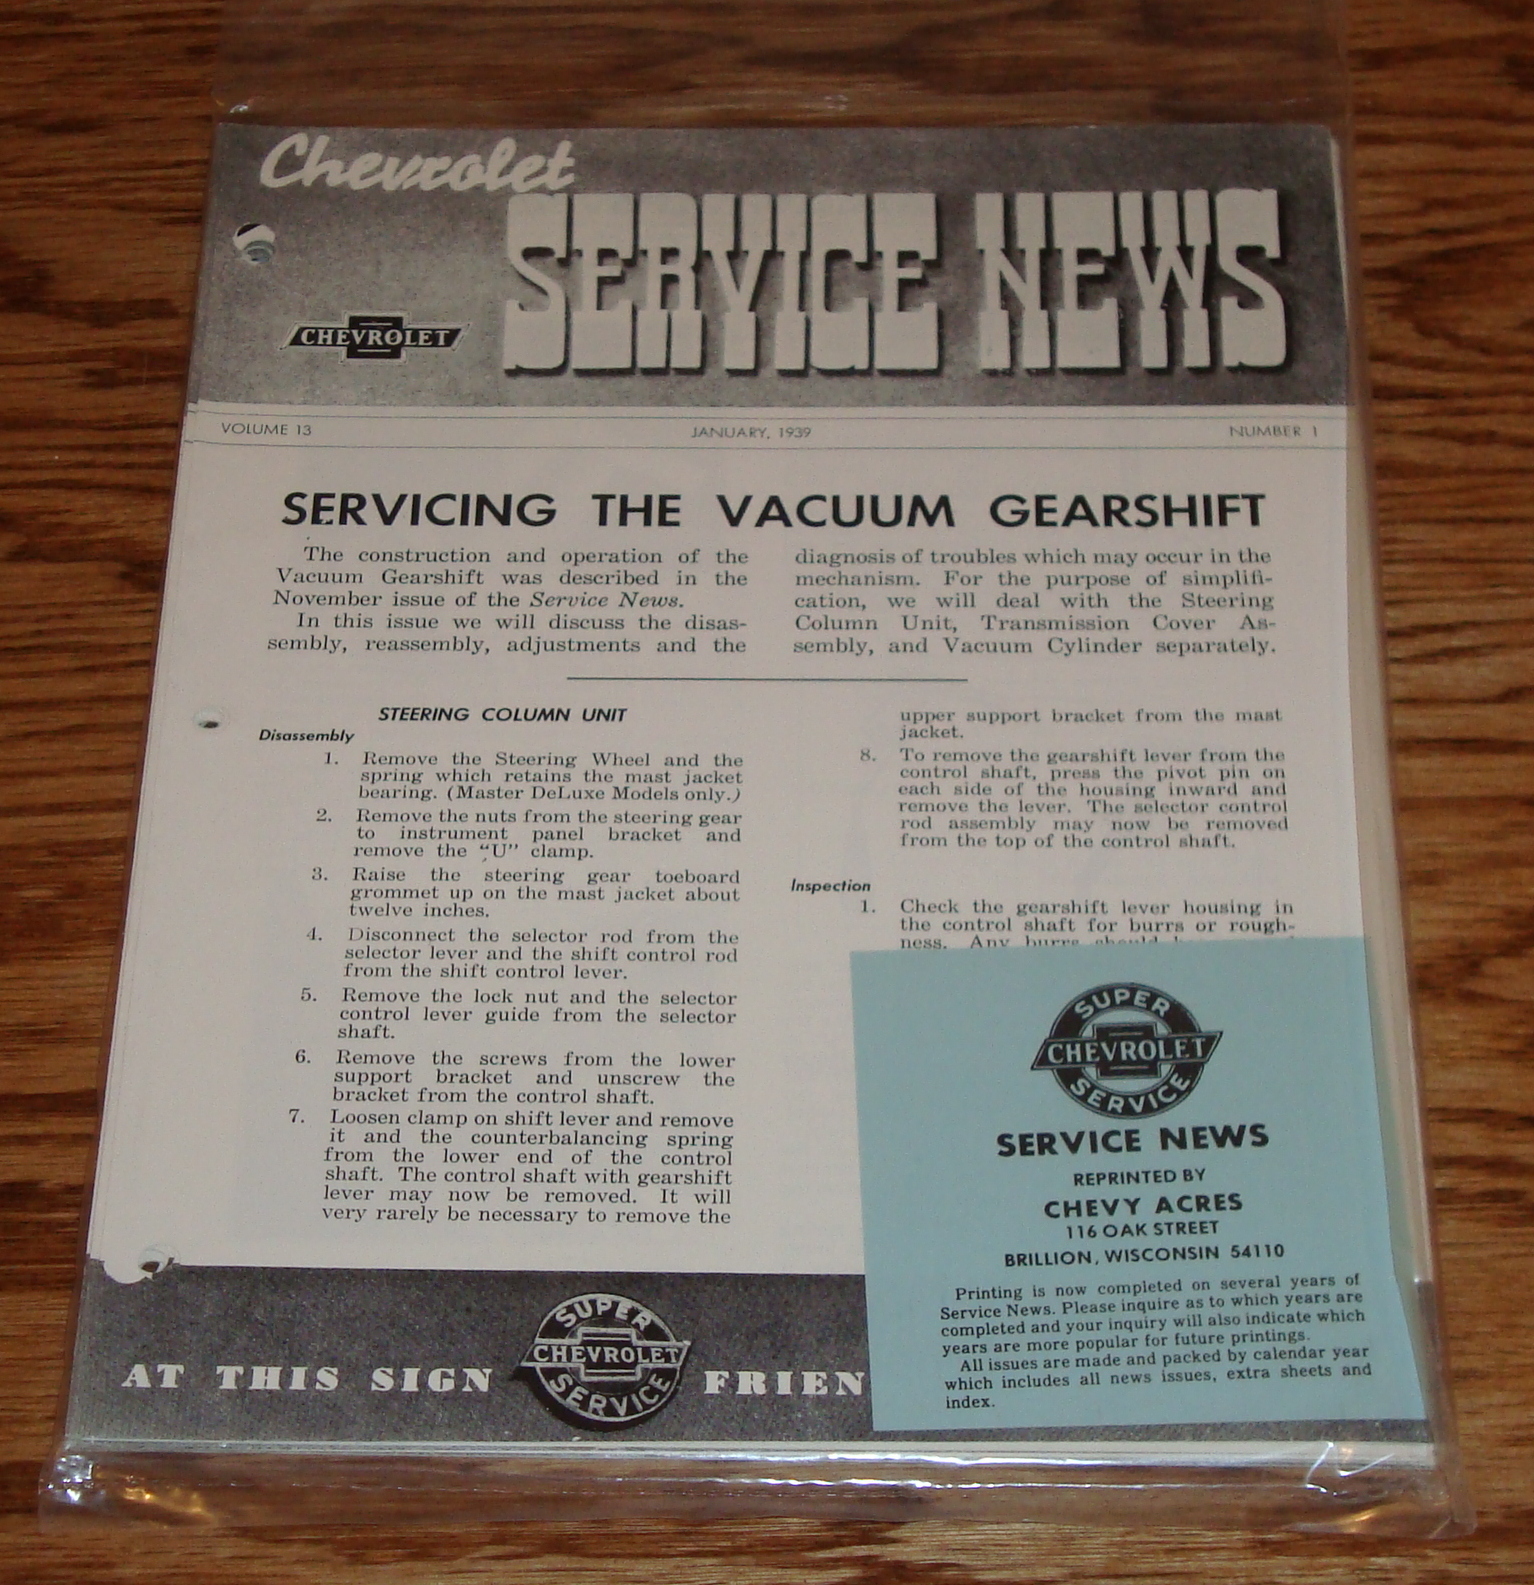 Chevrolet
SERVICE NEWS
CHEVROLET
VOLUME 13 JANUARY, 1939 NUMBER 1
SERVICING THE VACUUM GEARSHIFT
The construction and operation of the
Vacuum Gearshift was described in the
November issue of the Service News.
In this issue we will discuss the disas-
sembly, reassembly, adjustments and the
diagnosis of troubles which may occur in the
mechanism. For the purpose of simplifi-
cation, we will deal with the Steering
Column Unit, Transmission Cover As-
sembly, and Vacuum Cylinder separately.
STEERING COLUMN UNIT
Disassembly
1. Remove the Steering Wheel and the
spring which retains the mast jacket
bearing. (Master DeLuxe Models only.)
2. Remove the nuts from the steering gear
to instrument panel bracket and
remove the “U” clamp.
3. Raise the steering gear toeboard
grommet up on the mast jacket about
twelve inches.
4. Disconnect the selector rod from the
selector lever and the shift control rod
from the shift control lever.
5. Remove the lock nut and the selector
control lever guide from the selector
shaft.
6. Remove the screws from the lower
support bracket and unscrew the
bracket from the control shaft.
7. Loosen clamp on shift lever and remove
it and the counterbalancing spring
from the lower end of the control
shaft. The control shaft with gearshift
lever may now be removed. It will
very rarely be necessary to remove the
upper support bracket from the mast
jacket.
8. To remove the gearshift lever from the
control shaft, press the pivot pin on
each side of the housing inward and
remove the lever. The selector control
rod assembly may now be removed
from the top of the control shaft.
Inspection
1. Check the gearshift lever housing in
the control shaft for burrs or rough-
ness. Any burrs should
SUPER
CHEVROLET
SERVICE
SERVICE NEWS
REPRINTED BY
CHEVY ACRES
116 OAK STREET
BRILLION, WISCONSIN 54110
Printing is now completed on several years of
Service News. Please inquire as to which years are
completed and your inquiry will also indicate which
years are more popular for future printings.
All issues are made and packed by calendar year
which includes all news issues, extra sheets and
index.
AT THIS SIGN
SUPER
CHEVROLET
SERVICE
FRIEN